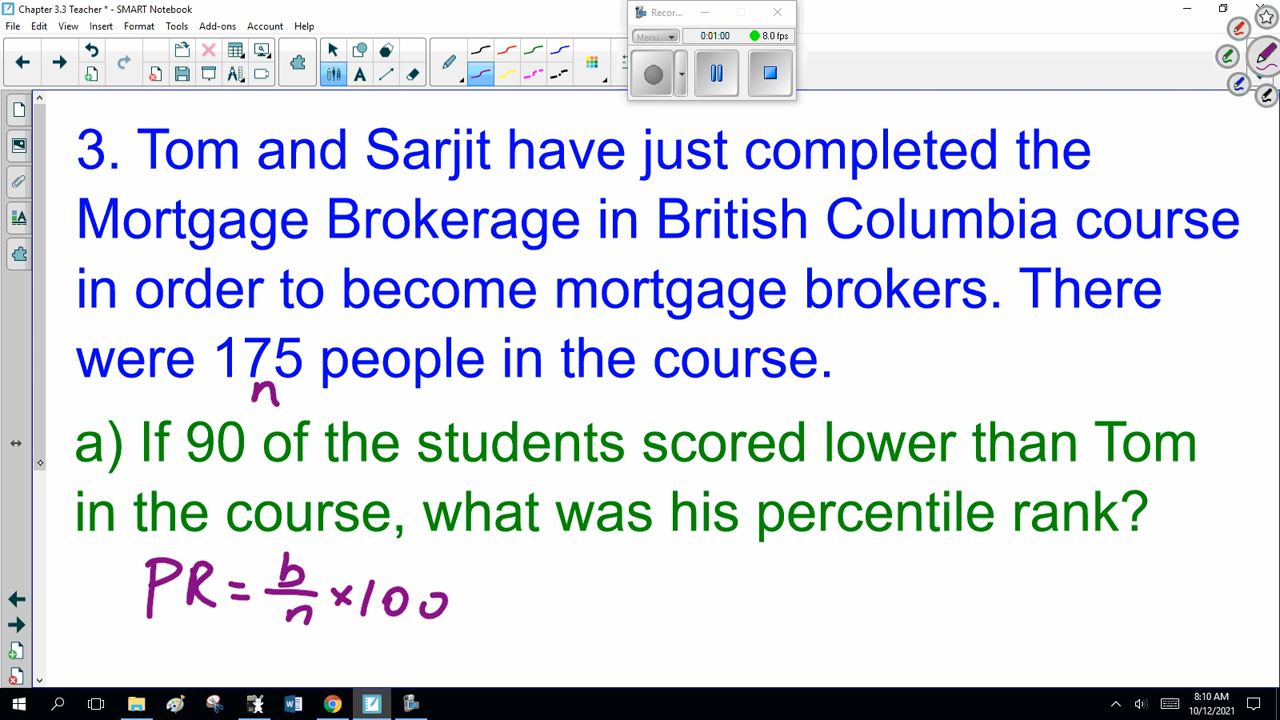 Chapter 3.3 Teacher * - SMART Notebook
File Edit View Insert Format Tools Add-ons Account Help
Recor...
Menu 0:01:00 8.0 fps
3. Tom and Sarjit have just completed the
Mortgage Brokerage in British Columbia course
in order to become mortgage brokers. There
were 175 people in the course.
n
a) If 90 of the students scored lower than Tom
in the course, what was his percentile rank?
PR = b/n × 100
8:10 AM
10/12/2021